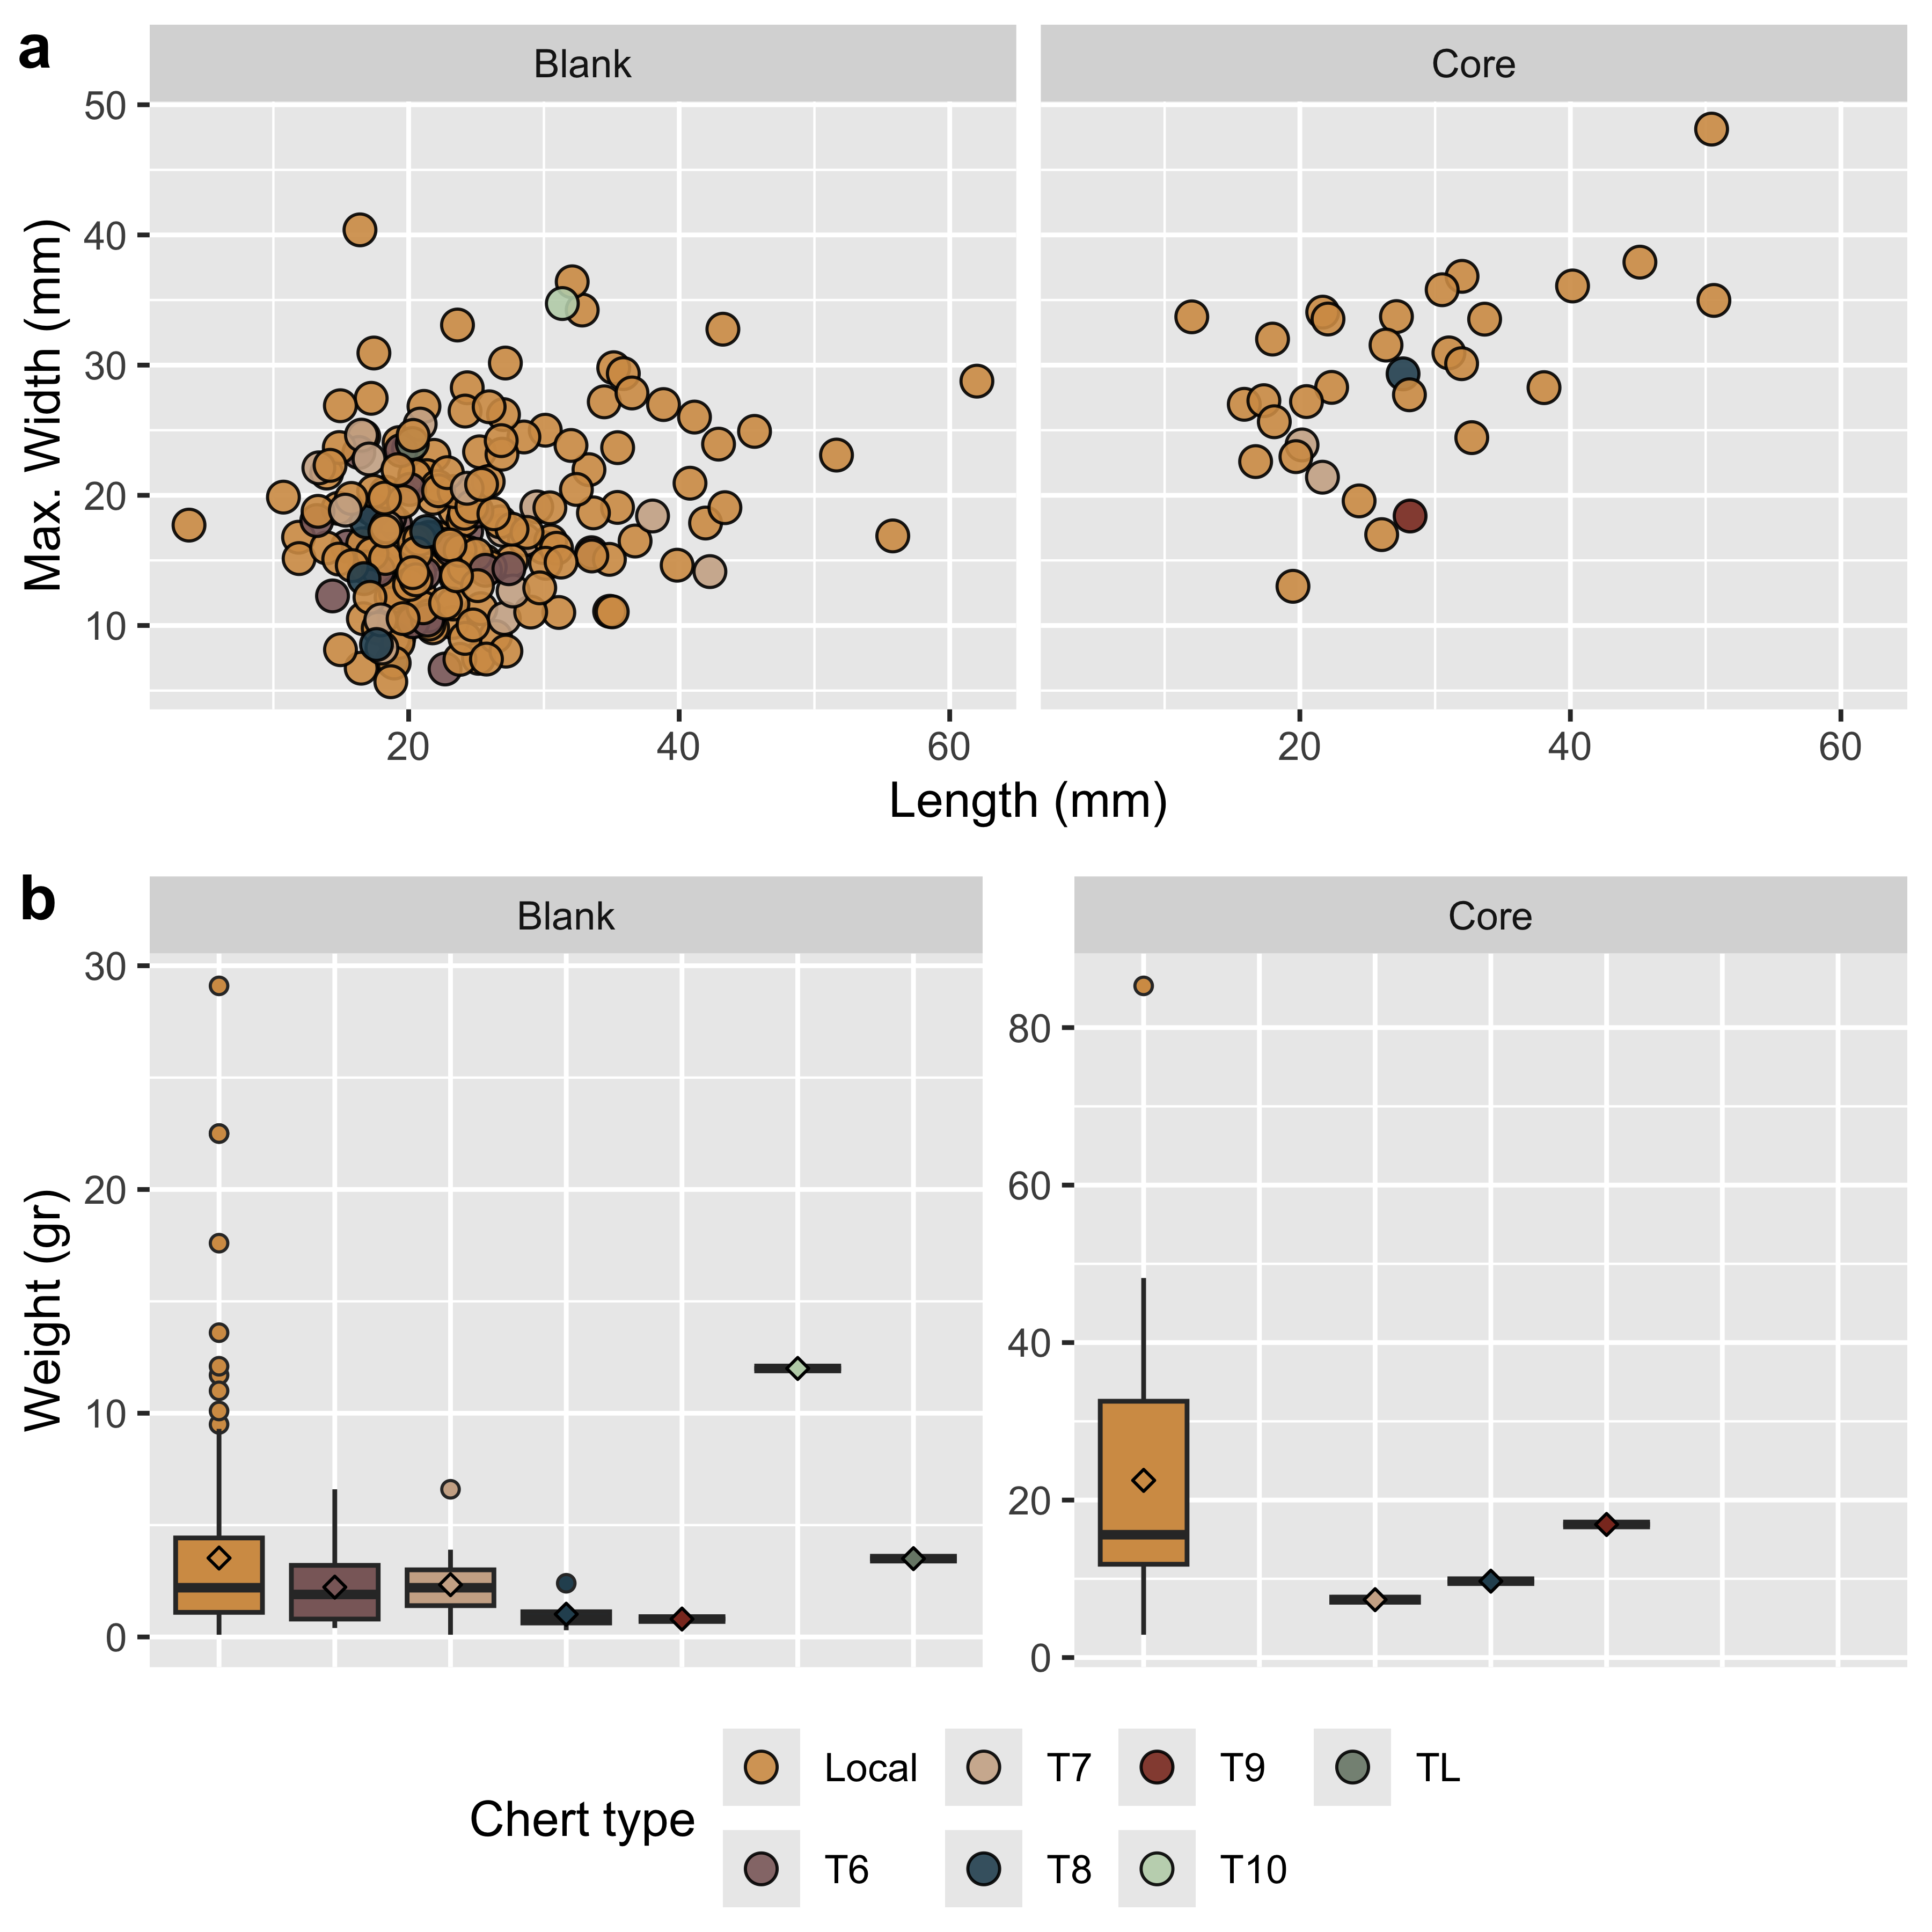 a
Blank Core
50
40
30
20
10
Max. Width (mm)
20 40 60 20 40 60
Length (mm)
b
Blank Core
30
20
10
0
80
60
40
20
0
Weight (gr)
Chert type
Local T7 T9 TL
T6 T8 T10